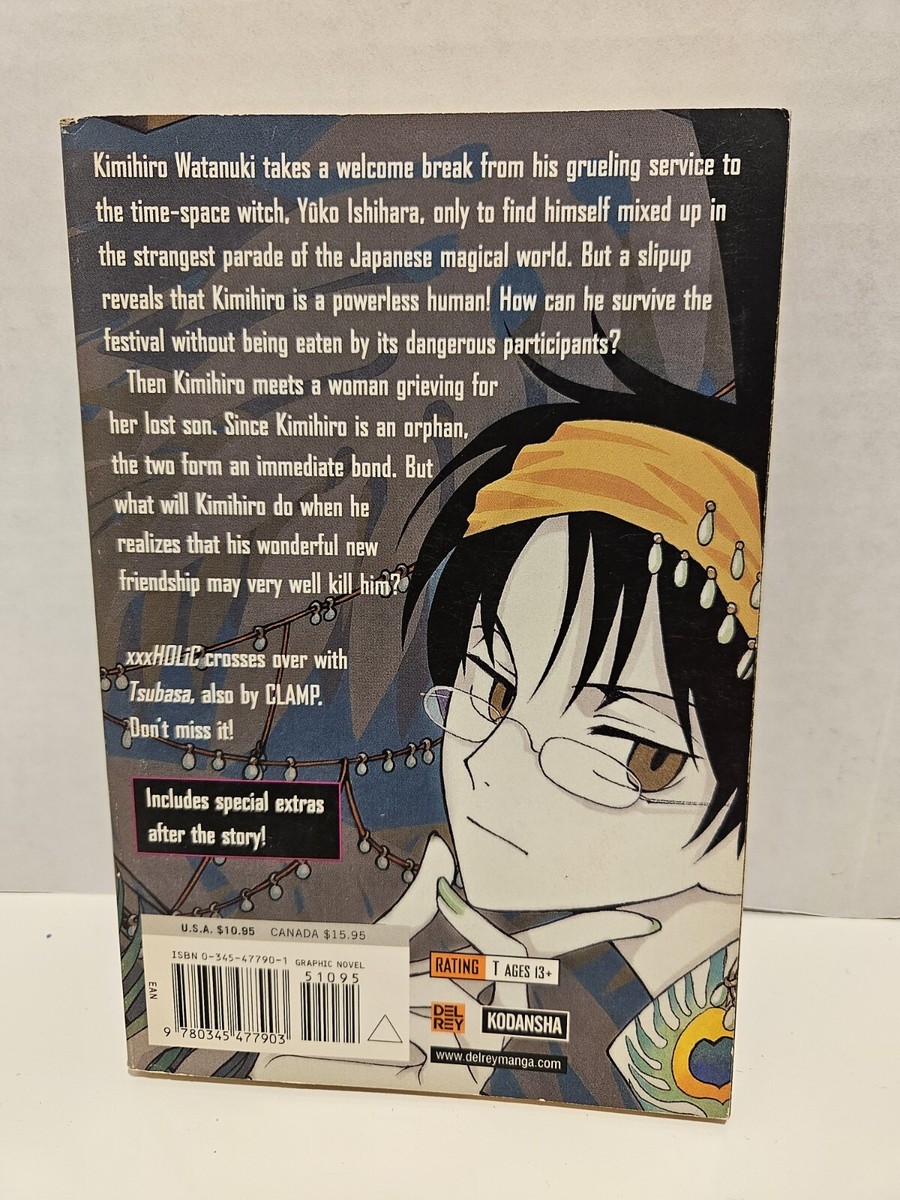 Kimihiro Watanuki takes a welcome break from his grueling service to
the time-space witch, Yûko Ishihara, only to find himself mixed up in
the strangest parade of the Japanese magical world. But a slipup
reveals that Kimihiro is a powerless human! How can he survive the
festival without being eaten by its dangerous participants?
Then Kimihiro meets a woman grieving for
her lost son. Since Kimihiro is an orphan,
the two form an immediate bond. But
what will Kimihiro do when he
realizes that his wonderful new
friendship may very well kill him?
xxxHOLiC crosses over with
Tsubasa, also by CLAMP.
Don't miss it!
Includes special extras
after the story!
U.S.A. $10.95 CANADA $15.95
ISBN 0-345-47790-1 GRAPHIC NOVEL
51095
EAN
9 780345 477903
RATING T AGES 13+
DEL
REY
KODANSHA
www.delreymanga.com